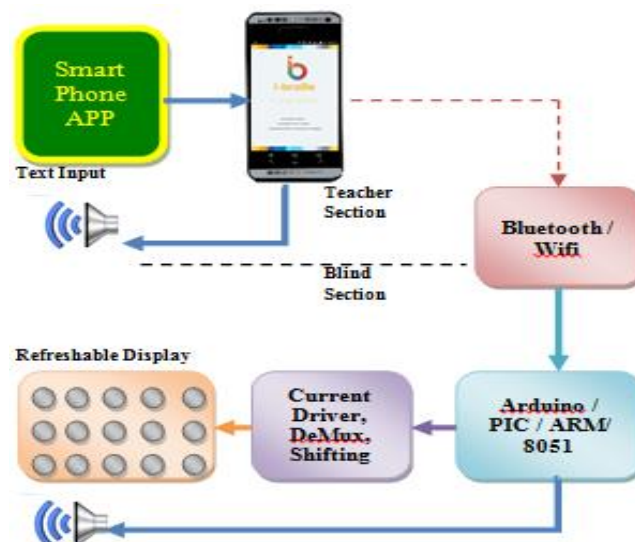 Smart
Phone
APP
Text Input
i-braille
Teacher
Section
Bluetooth /
Wifi
Blind
Section
Refreshable Display
Current
Driver,
DeMux,
Shifting
Arduino /
PIC / ARM/
8051